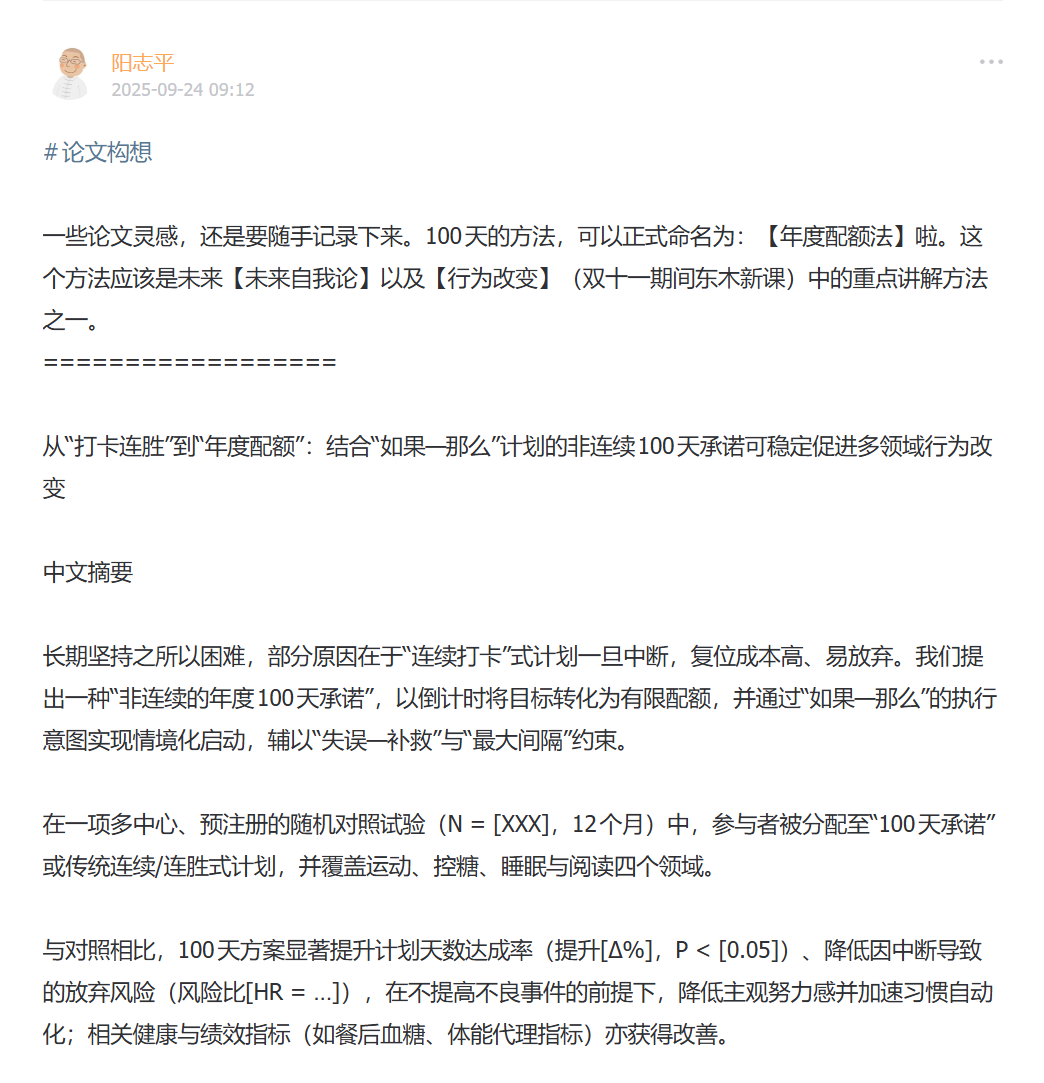 阳志平
2025-09-24 09:12
#论文构想
一些论文灵感，还是要随手记录下来。100天的方法，可以正式命名为：【年度配额法】啦。这
个方法应该是未来【未来自我论】以及【行为改变】（双十一期间东木新课）中的重点讲解方法
之一。
==================
从“打卡连胜”到“年度配额”：结合“如果—那么”计划的非连续100天承诺可稳定促进多领域行为改
变
中文摘要
长期坚持之所以困难，部分原因在于“连续打卡”式计划一旦中断，复位成本高、易放弃。我们提
出一种“非连续的年度100天承诺”，以倒计时将目标转化为有限配额，并通过“如果—那么”的执行
意图实现情境化启动，辅以“失误—补救”与“最大间隔”约束。
在一项多中心、预注册的随机对照试验（N = [XXX]，12个月）中，参与者被分配至“100天承诺”
或传统连续/连胜式计划，并覆盖运动、控糖、睡眠与阅读四个领域。
与对照相比，100天方案显著提升计划天数达成率（提升[Δ%]，P < [0.05]）、降低因中断导致
的放弃风险（风险比[HR = …]），在不提高不良事件的前提下，降低主观努力感并加速习惯自动
化；相关健康与绩效指标（如餐后血糖、体能代理指标）亦获得改善。